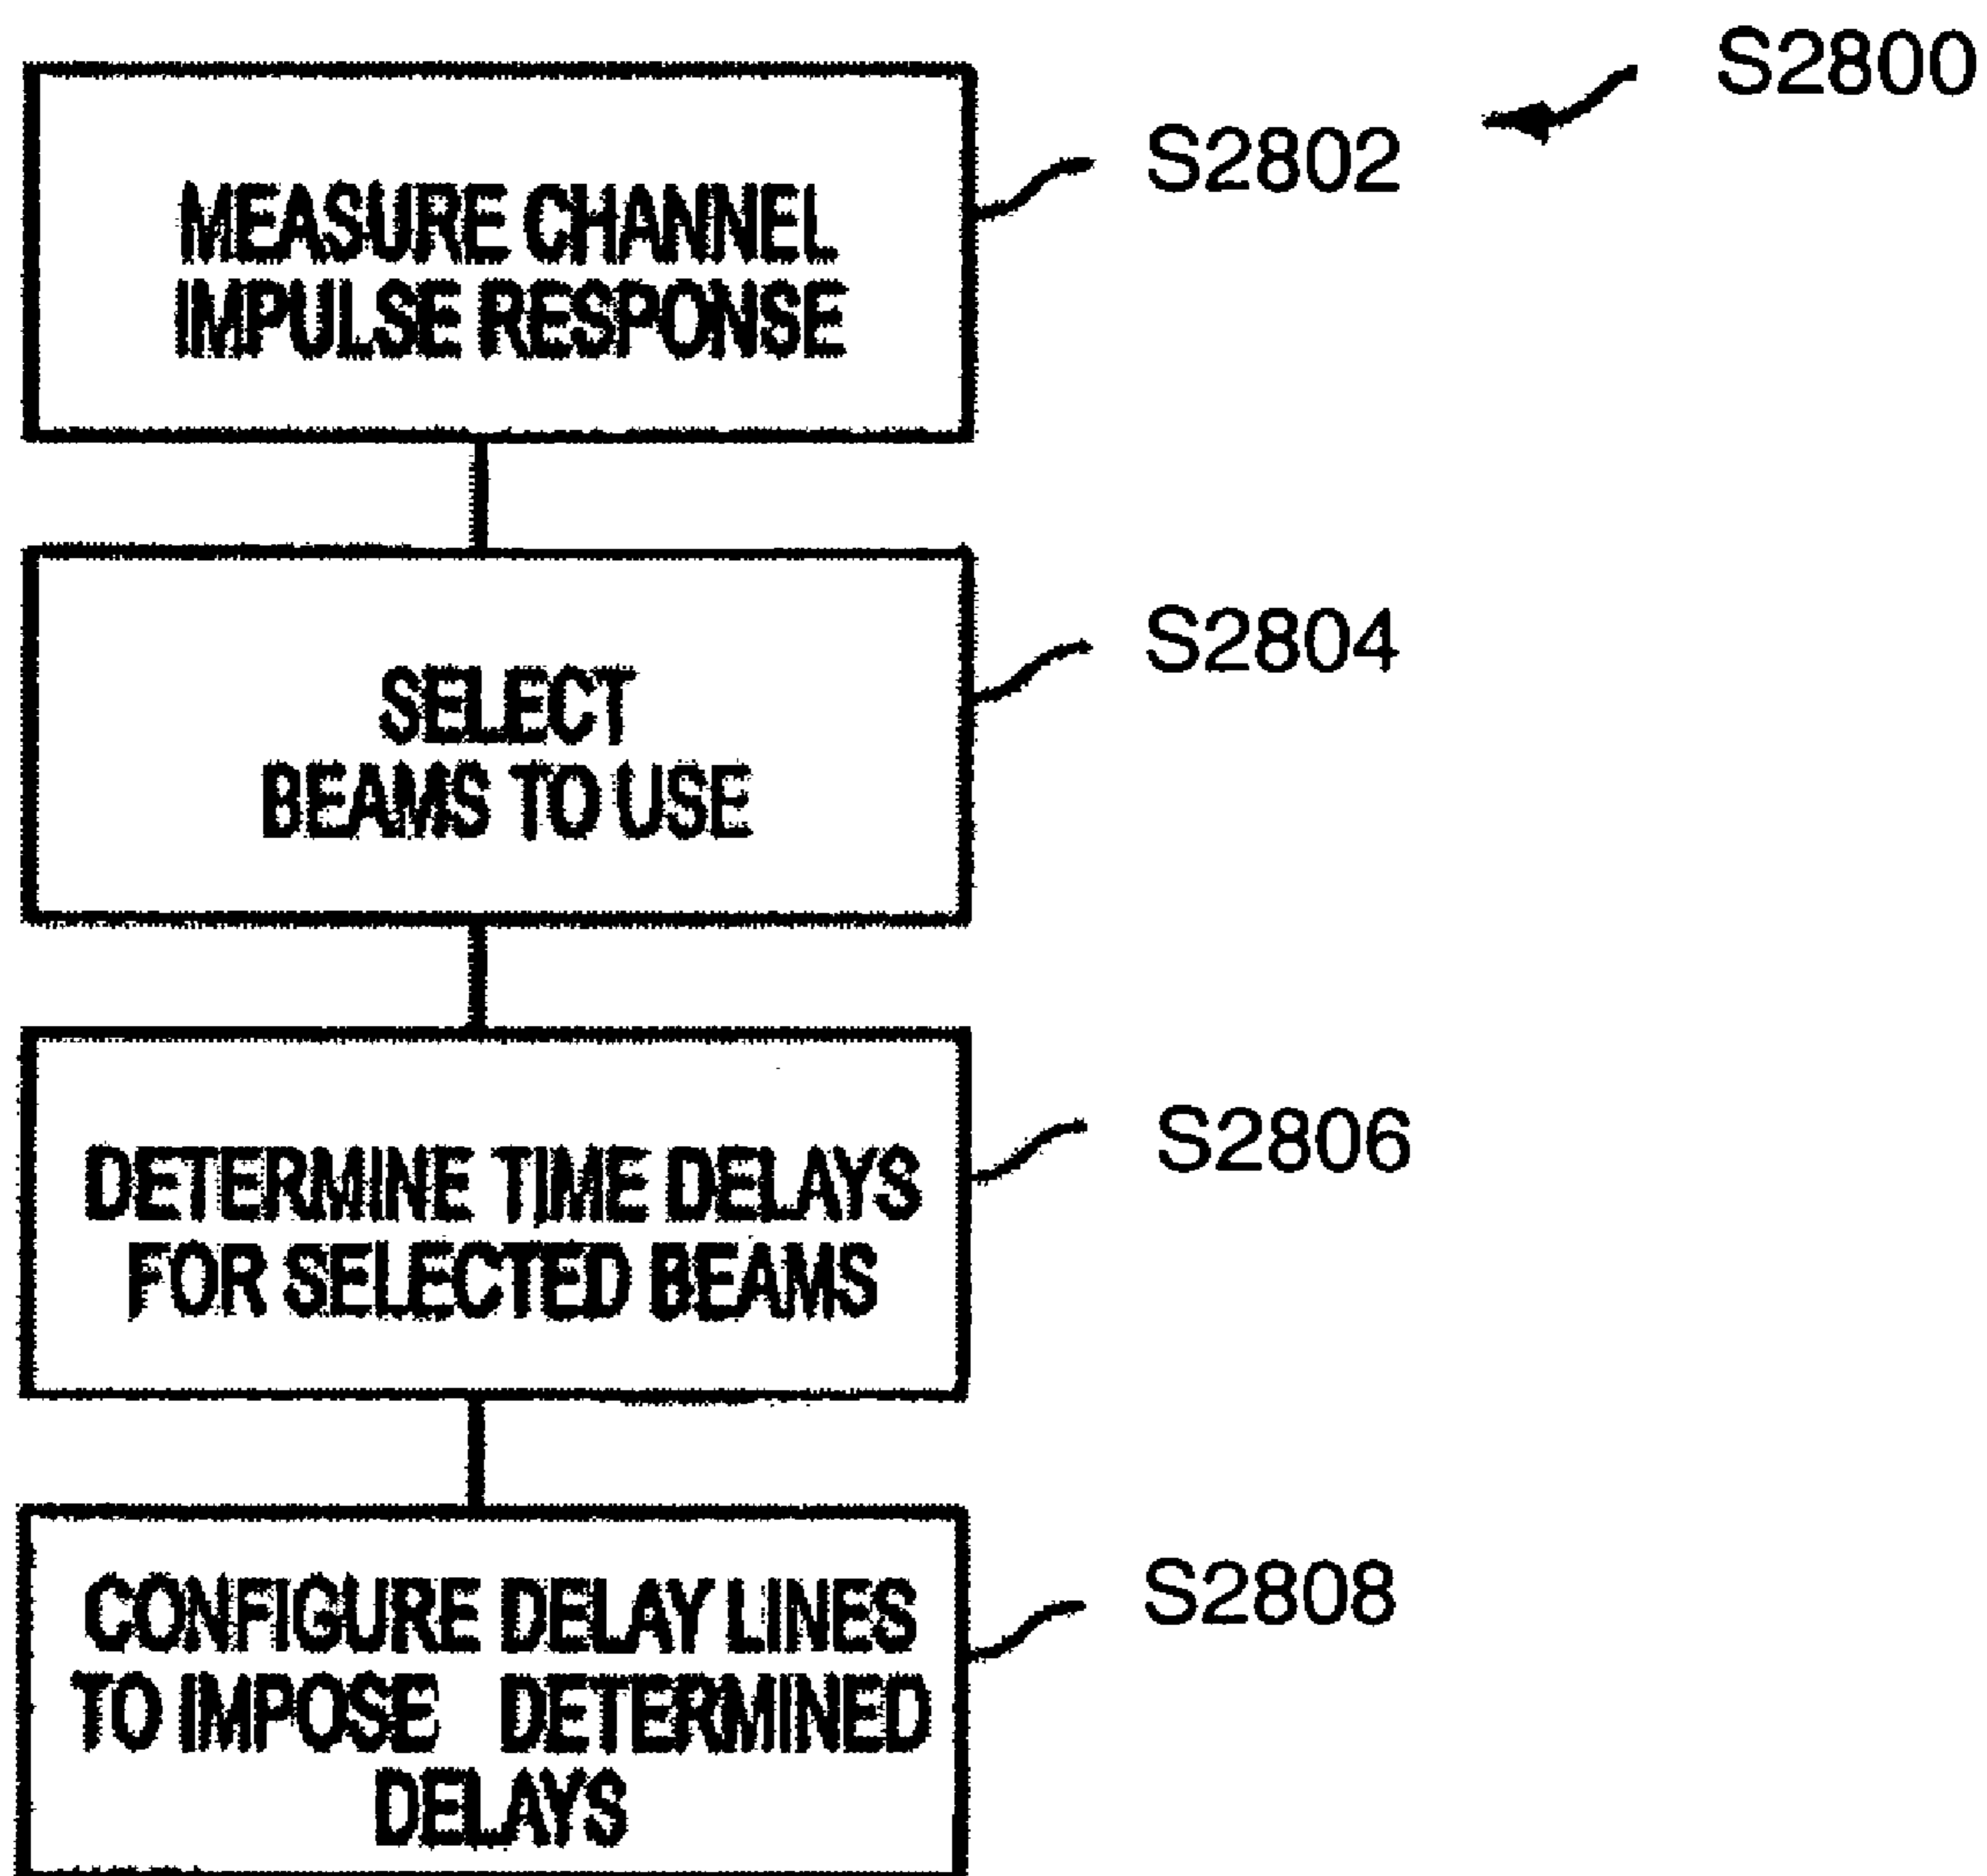 S2800
MEASURE CHANNEL
IMPULSE RESPONSE
S2802
SELECT
BEAMS TO USE
S2804
DETERMINE TIME DELAYS
FOR SELECTED BEAMS
S2806
CONFIGURE DELAY LINES
TO IMPOSE DETERMINED
DELAYS
S2808